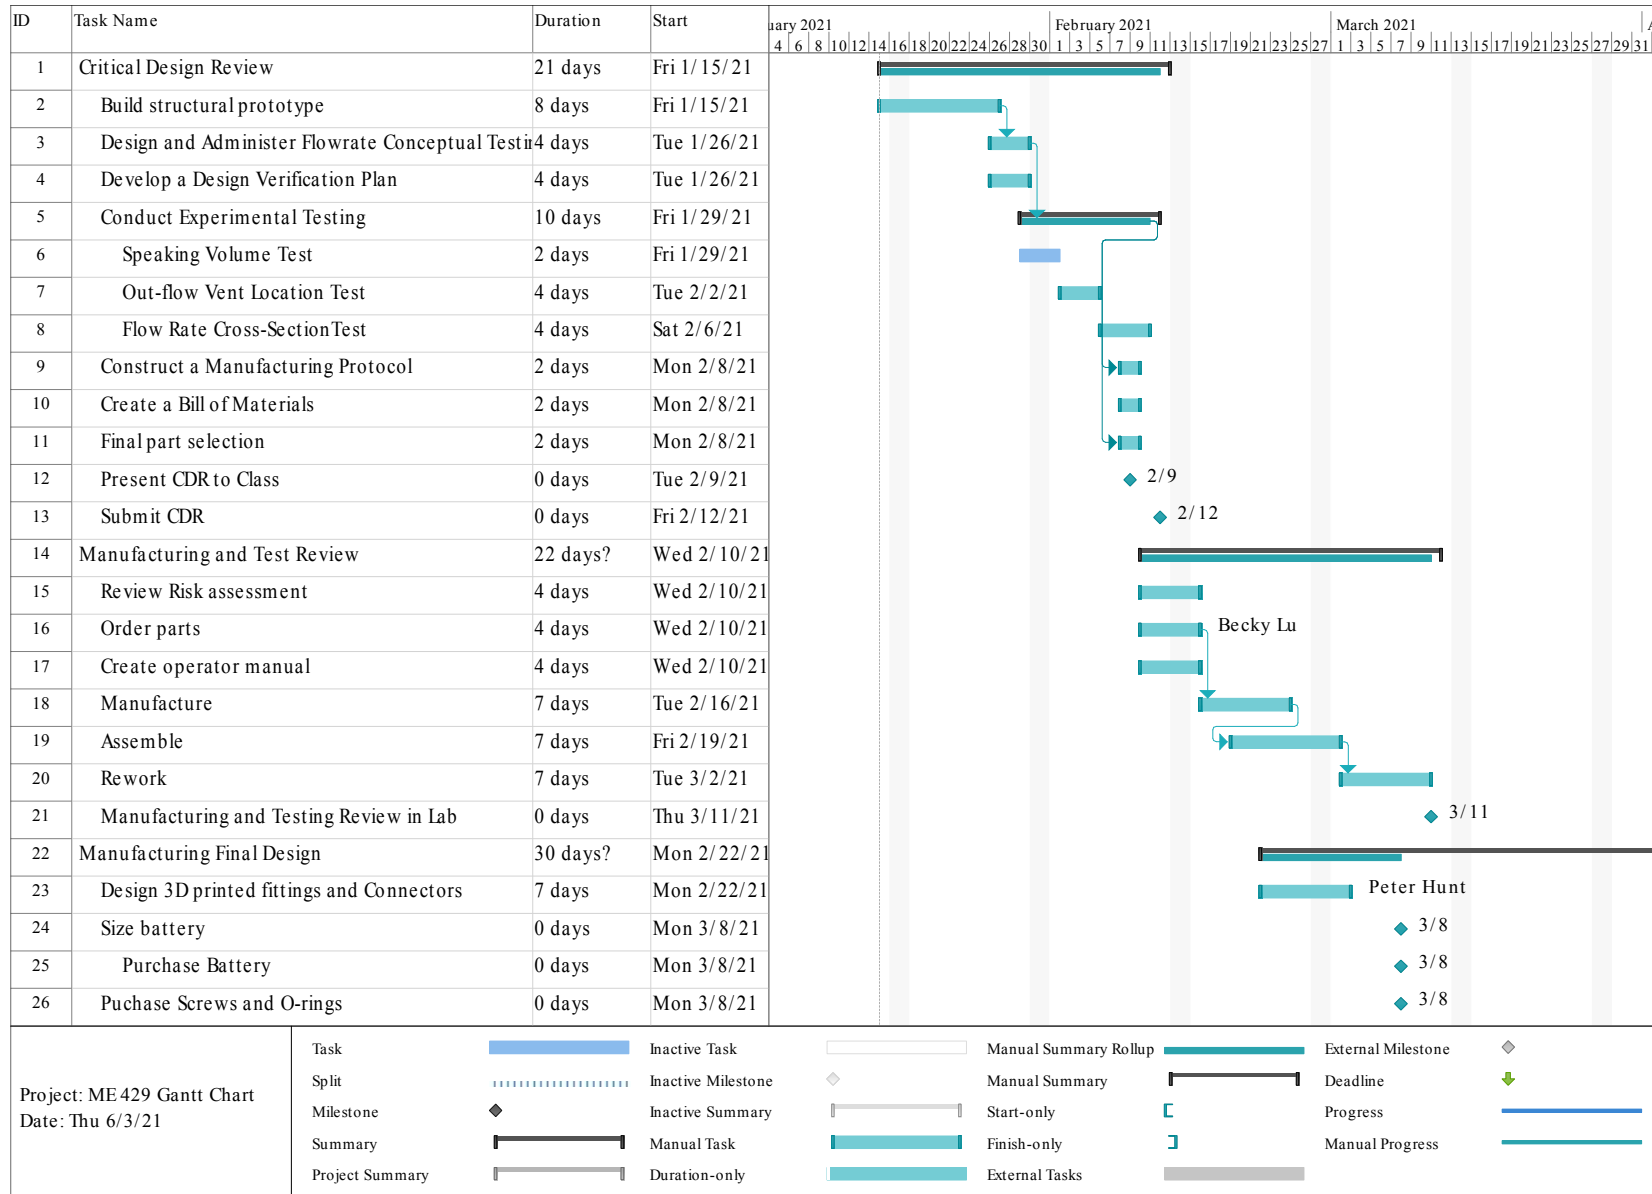 ID Task Name Duration Start uary 2021 February 2021 March 2021 A
4 6 8 10 12 14 16 18 20 22 24 26 28 30 1 3 5 7 9 11 13 15 17 19 21 23 25 27 1 3 5 7 9 11 13 15 17 19 21 23 25 27 29 31
1 Critical Design Review 21 days Fri 1/15/21
2 Build structural prototype 8 days Fri 1/15/21
3 Design and Administer Flowrate Conceptual Testin 4 days Tue 1/26/21
4 Develop a Design Verification Plan 4 days Tue 1/26/21
5 Conduct Experimental Testing 10 days Fri 1/29/21
6 Speaking Volume Test 2 days Fri 1/29/21
7 Out-flow Vent Location Test 4 days Tue 2/2/21
8 Flow Rate Cross-Section Test 4 days Sat 2/6/21
9 Construct a Manufacturing Protocol 2 days Mon 2/8/21
10 Create a Bill of Materials 2 days Mon 2/8/21
11 Final part selection 2 days Mon 2/8/21
12 Present CDR to Class 0 days Tue 2/9/21 2/9
13 Submit CDR 0 days Fri 2/12/21 2/12
14 Manufacturing and Test Review 22 days? Wed 2/10/21
15 Review Risk assessment 4 days Wed 2/10/21
16 Order parts 4 days Wed 2/10/21 Becky Lu
17 Create operator manual 4 days Wed 2/10/21
18 Manufacture 7 days Tue 2/16/21
19 Assemble 7 days Fri 2/19/21
20 Rework 7 days Tue 3/2/21
21 Manufacturing and Testing Review in Lab 0 days Thu 3/11/21 3/11
22 Manufacturing Final Design 30 days? Mon 2/22/21
23 Design 3D printed fittings and Connectors 7 days Mon 2/22/21 Peter Hunt
24 Size battery 0 days Mon 3/8/21 3/8
25 Purchase Battery 0 days Mon 3/8/21 3/8
26 Puchase Screws and O-rings 0 days Mon 3/8/21 3/8
Project: ME 429 Gantt Chart
Date: Thu 6/3/21
Task Inactive Task Manual Summary Rollup External Milestone
Split Inactive Milestone Manual Summary Deadline
Milestone Inactive Summary Start-only Progress
Summary Manual Task Finish-only Manual Progress
Project Summary Duration-only External Tasks